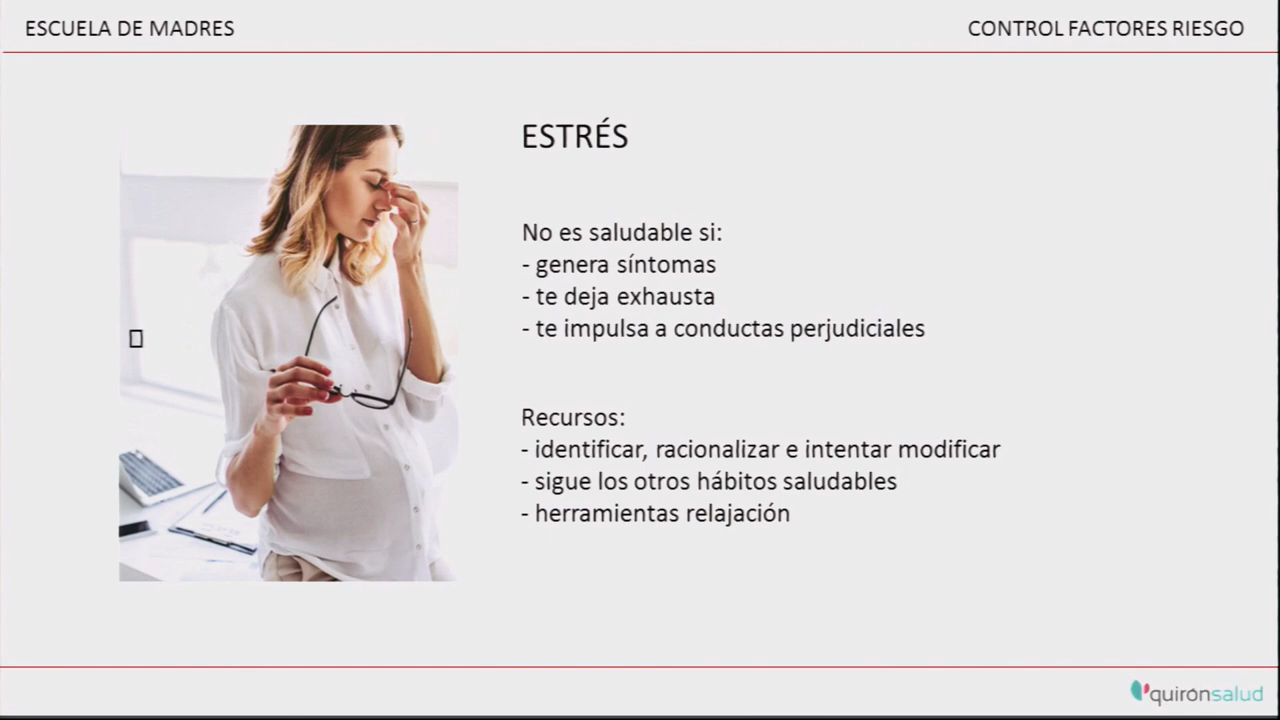 ESCUELA DE MADRES
CONTROL FACTORES RIESGO
ESTRÉS
No es saludable si:
- genera síntomas
- te deja exhausta
- te impulsa a conductas perjudiciales
Recursos:
- identificar, racionalizar e intentar modificar
- sigue los otros hábitos saludables
- herramientas relajación
quirónsalud